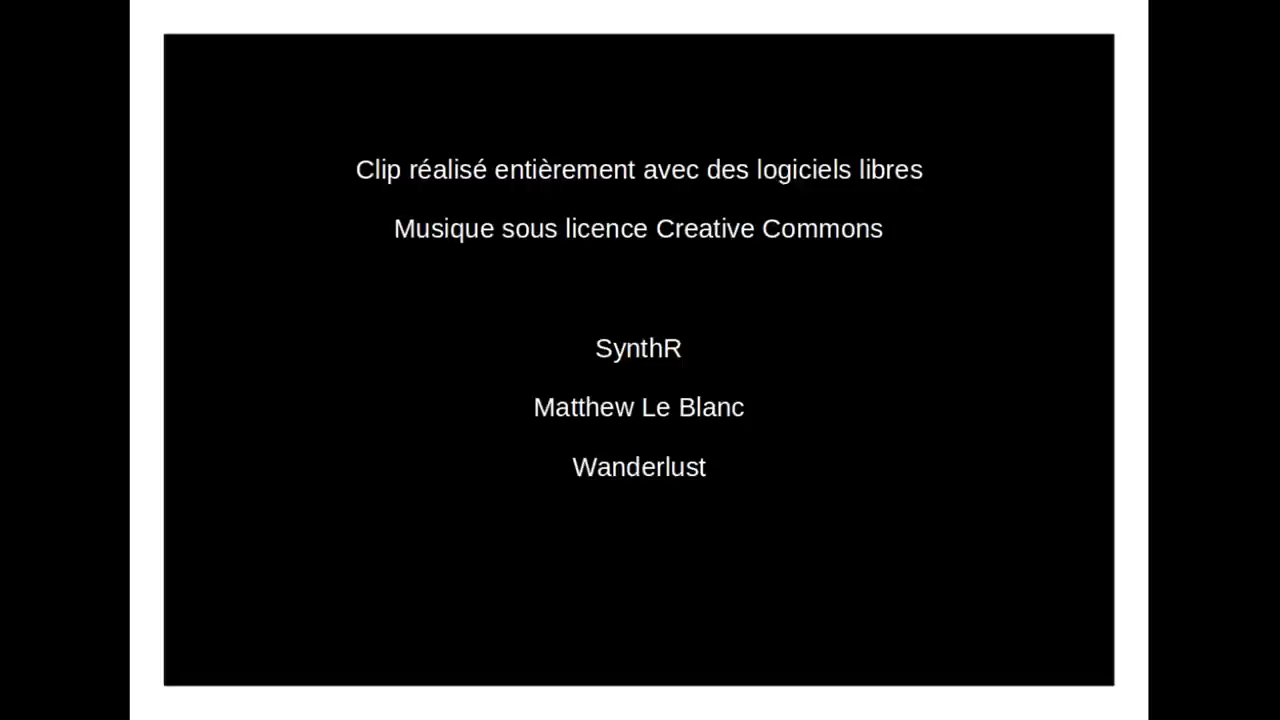 Clip réalisé entièrement avec des logiciels libres
Musique sous licence Creative Commons
SynthR
Matthew Le Blanc
Wanderlust